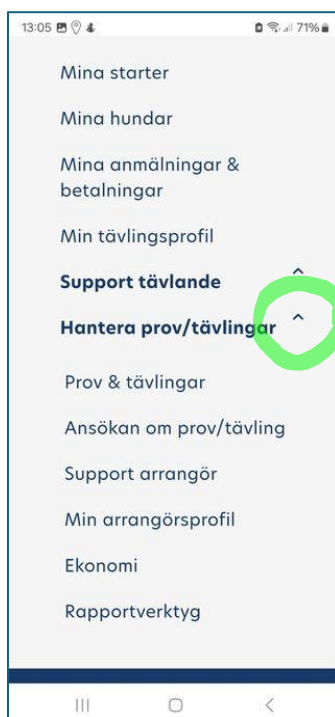 13:05 71%
Mina starter
Mina hundar
Mina anmälningar &
betalningar
Min tävlingsprofil
Support tävlande
Hantera prov/tävlingar
Prov & tävlingar
Ansökan om prov/tävling
Support arrangör
Min arrangörsprofil
Ekonomi
Rapportverktyg